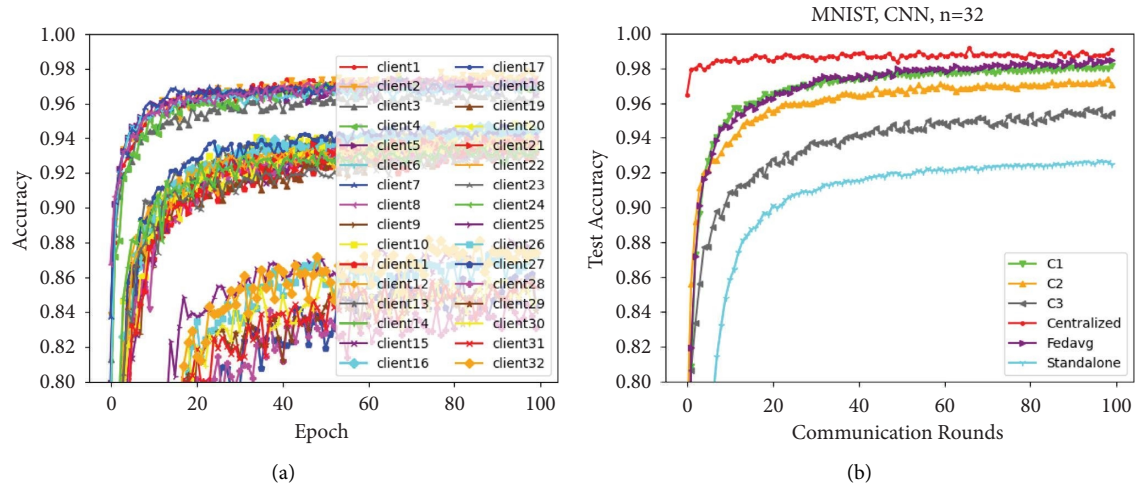 1.00
0.98
0.96
0.94
0.92
0.90
0.88
0.86
0.84
0.82
0.80
Accuracy
client1
client2
client3
client4
client5
client6
client7
client8
client9
client10
client11
client12
client13
client14
client15
client16
client17
client18
client19
client20
client21
client22
client23
client24
client25
client26
client27
client28
client29
client30
client31
client32
0 20 40 60 80 100
Epoch
(a)
MNIST, CNN, n=32
1.00
0.98
0.96
0.94
0.92
0.90
0.88
0.86
0.84
0.82
0.80
Test Accuracy
C1
C2
C3
Centralized
Fedavg
Standalone
0 20 40 60 80 100
Communication Rounds
(b)